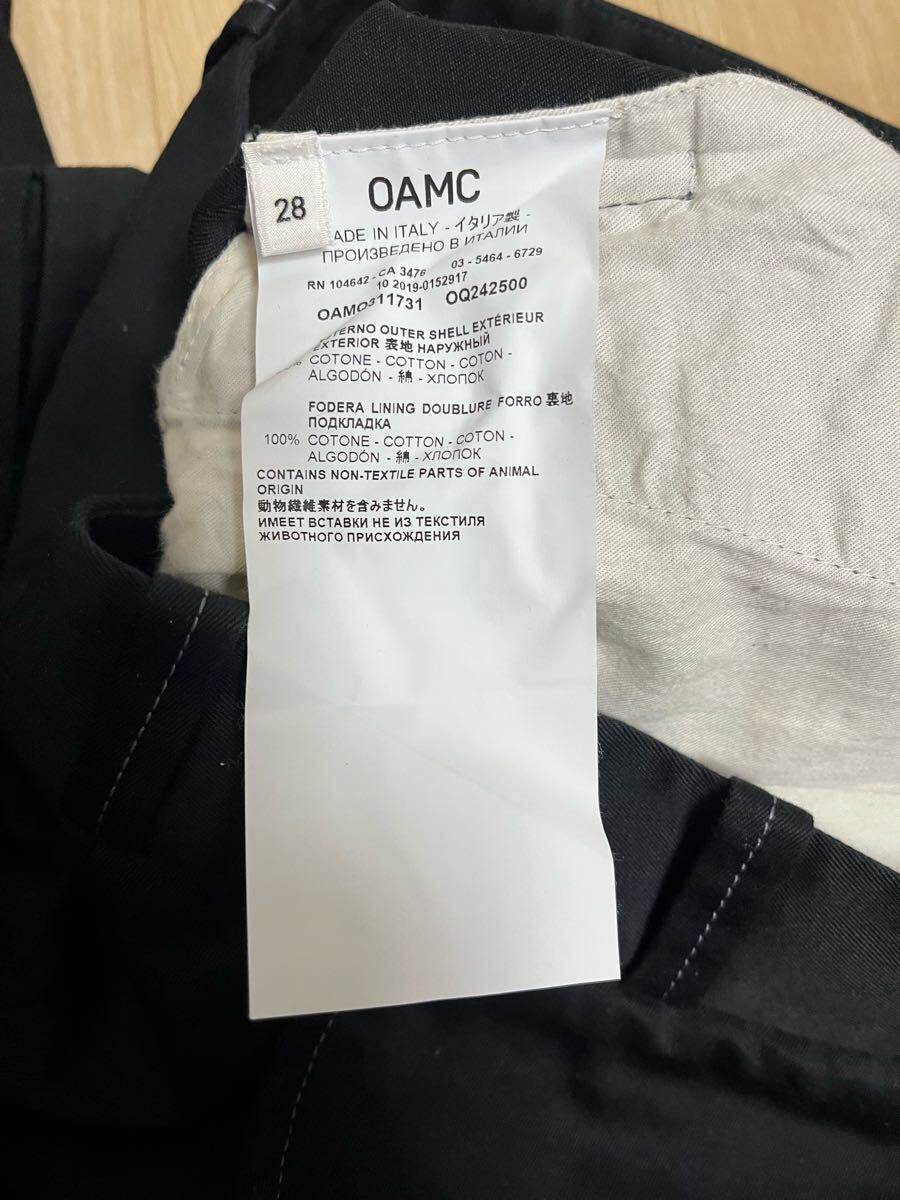 28
OAMC
ADE IN ITALY - イタリア製 -
ПРОИЗВЕДЕНО В ИТАЛИИ
RN 104642 - CA 3476 03 - 5464 - 6729
10 2019-0152917
OAMO311731 OQ242500
TERNO OUTER SHELL EXTÉRIEUR
EXTERIOR 表地 НАРУЖНЫЙ
% COTONE - COTTON - COTON -
ALGODÓN - 綿 - ХЛОПОК
FODERA LINING DOUBLURE FORRO 裏地
ПОДКЛАДКА
100% COTONE - COTTON - COTON -
ALGODÓN - 綿 - ХЛОПОК
CONTAINS NON-TEXTILE PARTS OF ANIMAL
ORIGIN
動物繊維素材を含みません。
ИМЕЕТ ВСТАВКИ НЕ ИЗ ТЕКСТИЛЯ
ЖИВОТНОГО ПРИСХОЖДЕНИЯ